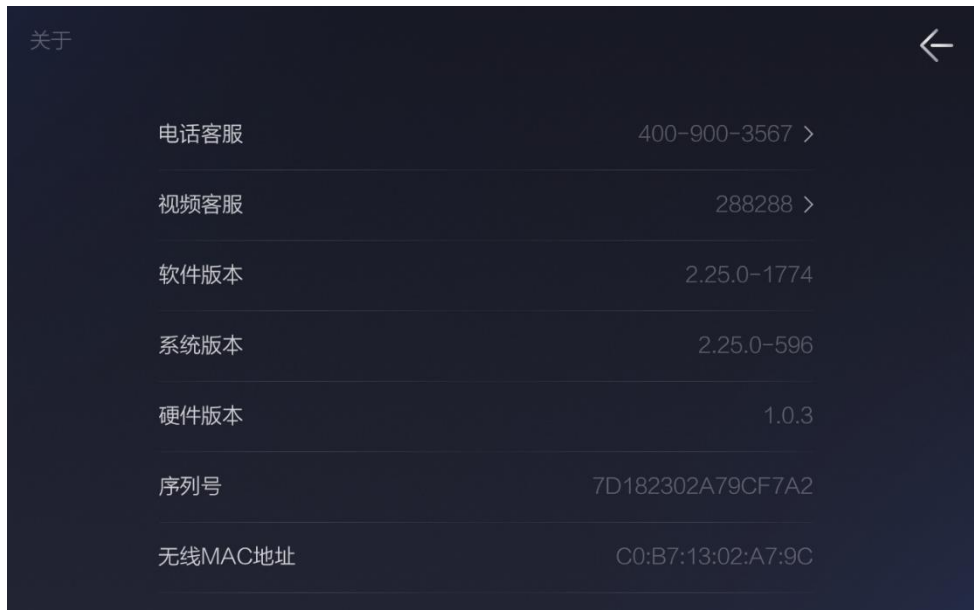 关于
电话客服 400-900-3567
视频客服 288288
软件版本 2.25.0-1774
系统版本 2.25.0-596
硬件版本 1.0.3
序列号 7D182302A79CF7A2
无线MAC地址 C0:B7:13:02:A7:9C